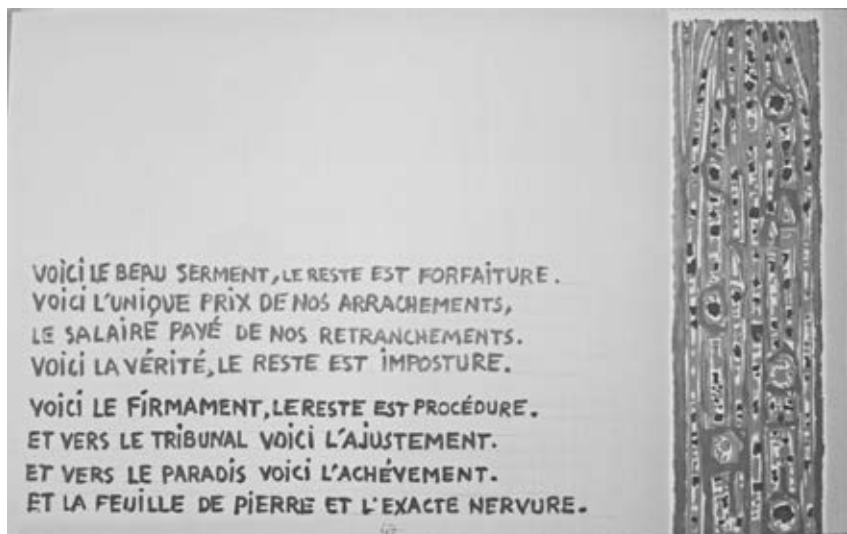 VOICI LE BEAU SERMENT, LE RESTE EST FORFAITURE.
VOICI L'UNIQUE PRIX DE NOS ARRACHEMENTS,
LE SALAIRE PAYÉ DE NOS RETRANCHEMENTS.
VOICI LA VÉRITÉ, LE RESTE EST IMPOSTURE.
VOICI LE FIRMAMENT, LE RESTE EST PROCÉDURE.
ET VERS LE TRIBUNAL VOICI L'AJUSTEMENT.
ET VERS LE PARADIS VOICI L'ACHÉVEMENT.
ET LA FEUILLE DE PIERRE ET L'EXACTE NERVURE.